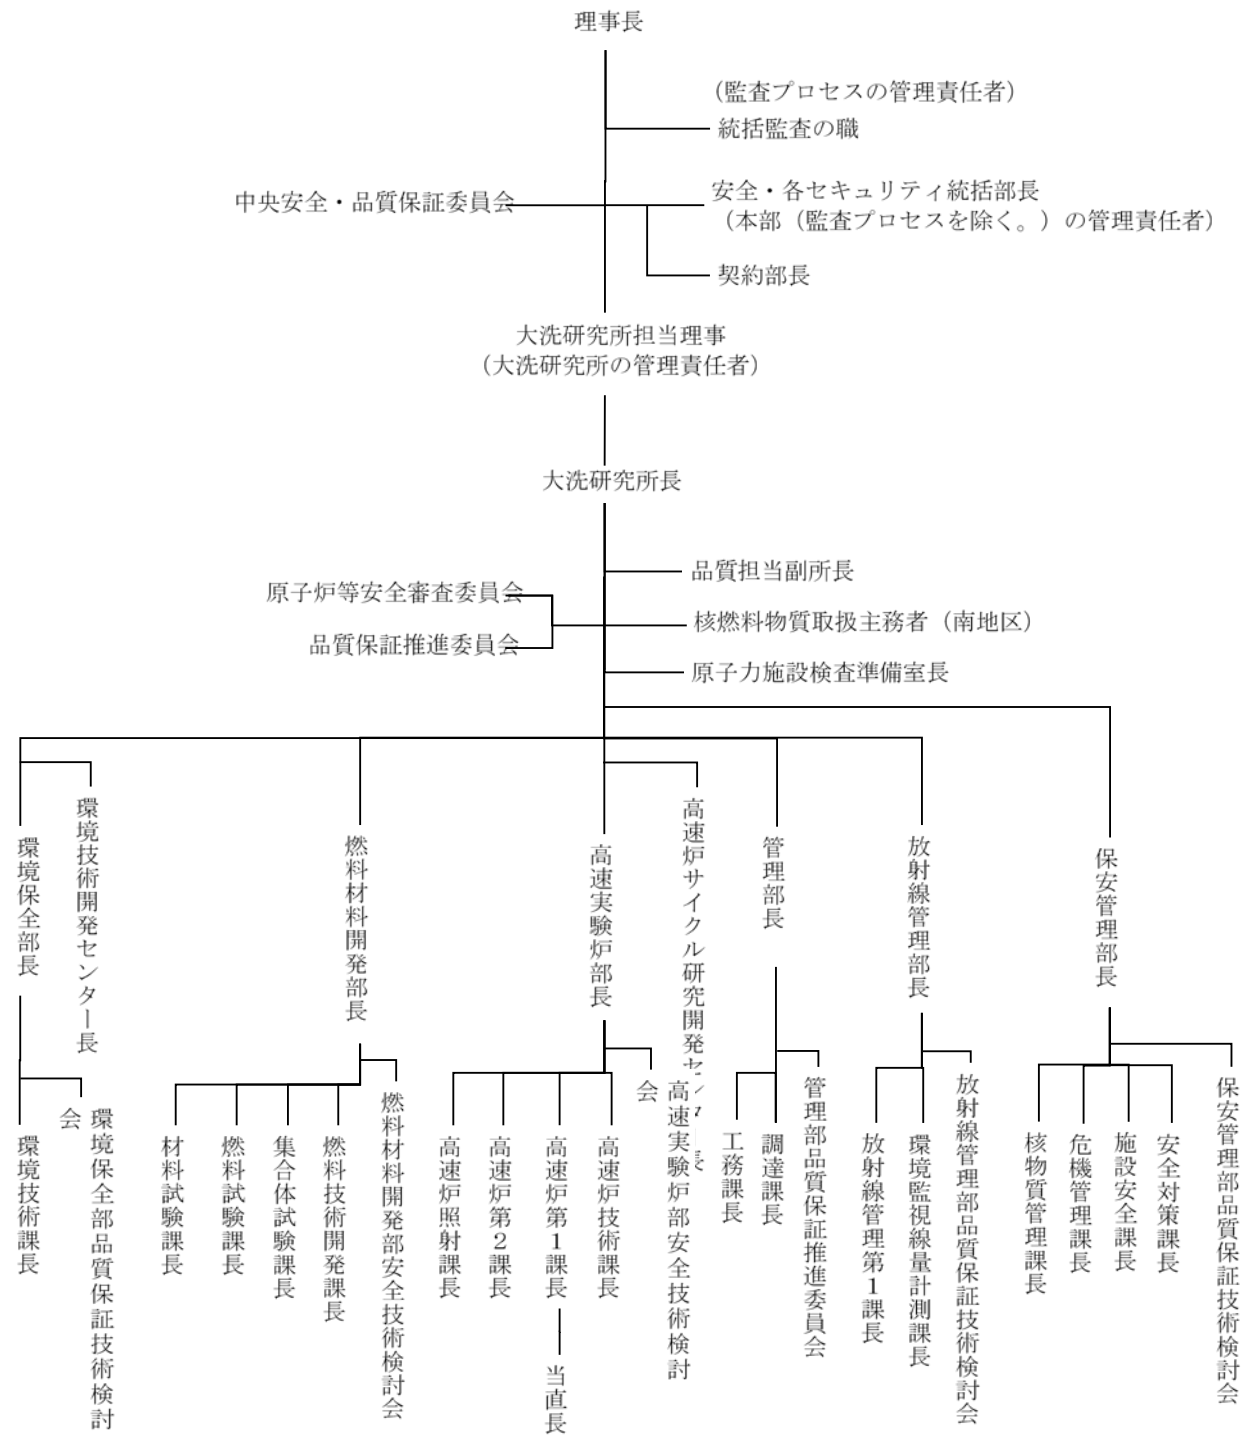 理事長
（監査プロセスの管理責任者）
統括監査の職
中央安全・品質保証委員会
安全・各セキュリティ統括部長
（本部（監査プロセスを除く。）の管理責任者）
契約部長
大洗研究所担当理事
（大洗研究所の管理責任者）
大洗研究所長
品質担当副所長
原子炉等安全審査委員会
核燃料物質取扱主務者（南地区）
品質保証推進委員会
原子力施設検査準備室長
環境保全部長
環境技術開発センター長
燃料材料開発部長
高速実験炉部長
高速炉サイクル研究開発センター長
管理部長
放射線管理部長
保安管理部長
環境技術課長
環境保全部品質保証技術検討
会
材料試験課長
燃料試験課長
集合体試験課長
燃料技術開発課長
燃料材料開発部安全技術検討会
高速炉照射課長
高速炉第２課長
高速炉第１課長
高速炉技術課長
高速実験炉部安全技術検討
会
工務課長
調達課長
管理部品質保証推進委員会
放射線管理第１課長
環境監視線量計測課長
放射線管理部品質保証技術検討会
核物質管理課長
危機管理課長
施設安全課長
安全対策課長
保安管理部品質保証技術検討会
当直長